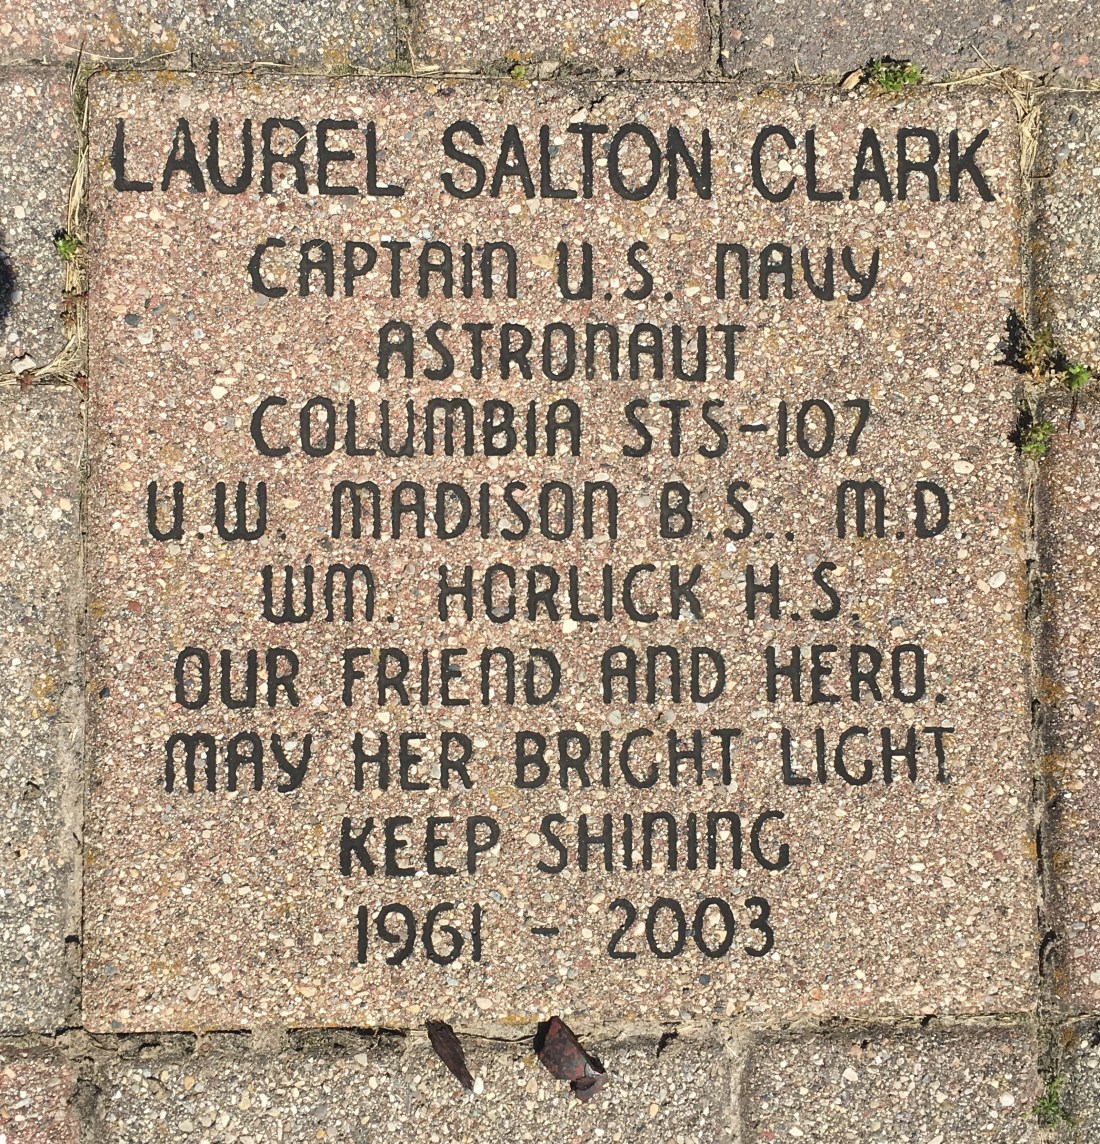 LAUREL SALTON CLARK
CAPTAIN U.S. NAVY
ASTRONAUT
COLUMBIA STS-107
U.W. MADISON B.S., M.D
WM. HORLICK H.S.
OUR FRIEND AND HERO.
MAY HER BRIGHT LIGHT
KEEP SHINING
1961 - 2003